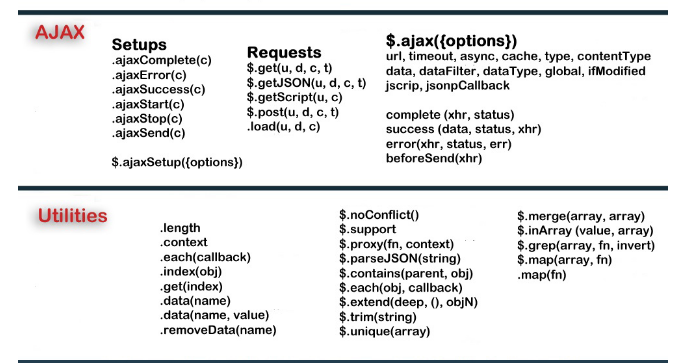 AJAX
Setups
.ajaxComplete(c)
.ajaxError(c)
.ajaxSuccess(c)
.ajaxStart(c)
.ajaxStop(c)
.ajaxSend(c)
$.ajaxSetup({options})
Requests
$.get(u, d, c, t)
$.getJSON(u, d, c, t)
$.getScript(u, c)
$.post(u, d, c, t)
.load(u, d, c)
$.ajax({options})
url, timeout, async, cache, type, contentType
data, dataFilter, dataType, global, ifModified
jscrip, jsonpCallback
complete (xhr, status)
success (data, status, xhr)
error(xhr, status, err)
beforeSend(xhr)
Utilities
.length
.context
.each(callback)
.index(obj)
.get(index)
.data(name)
.data(name, value)
.removeData(name)
$.noConflict()
$.support
$.proxy(fn, context)
$.parseJSON(string)
$.contains(parent, obj)
$.each(obj, callback)
$.extend(deep, (), objN)
$.trim(string)
$.unique(array)
$.merge(array, array)
$.inArray (value, array)
$.grep(array, fn, invert)
$.map(array, fn)
.map(fn)